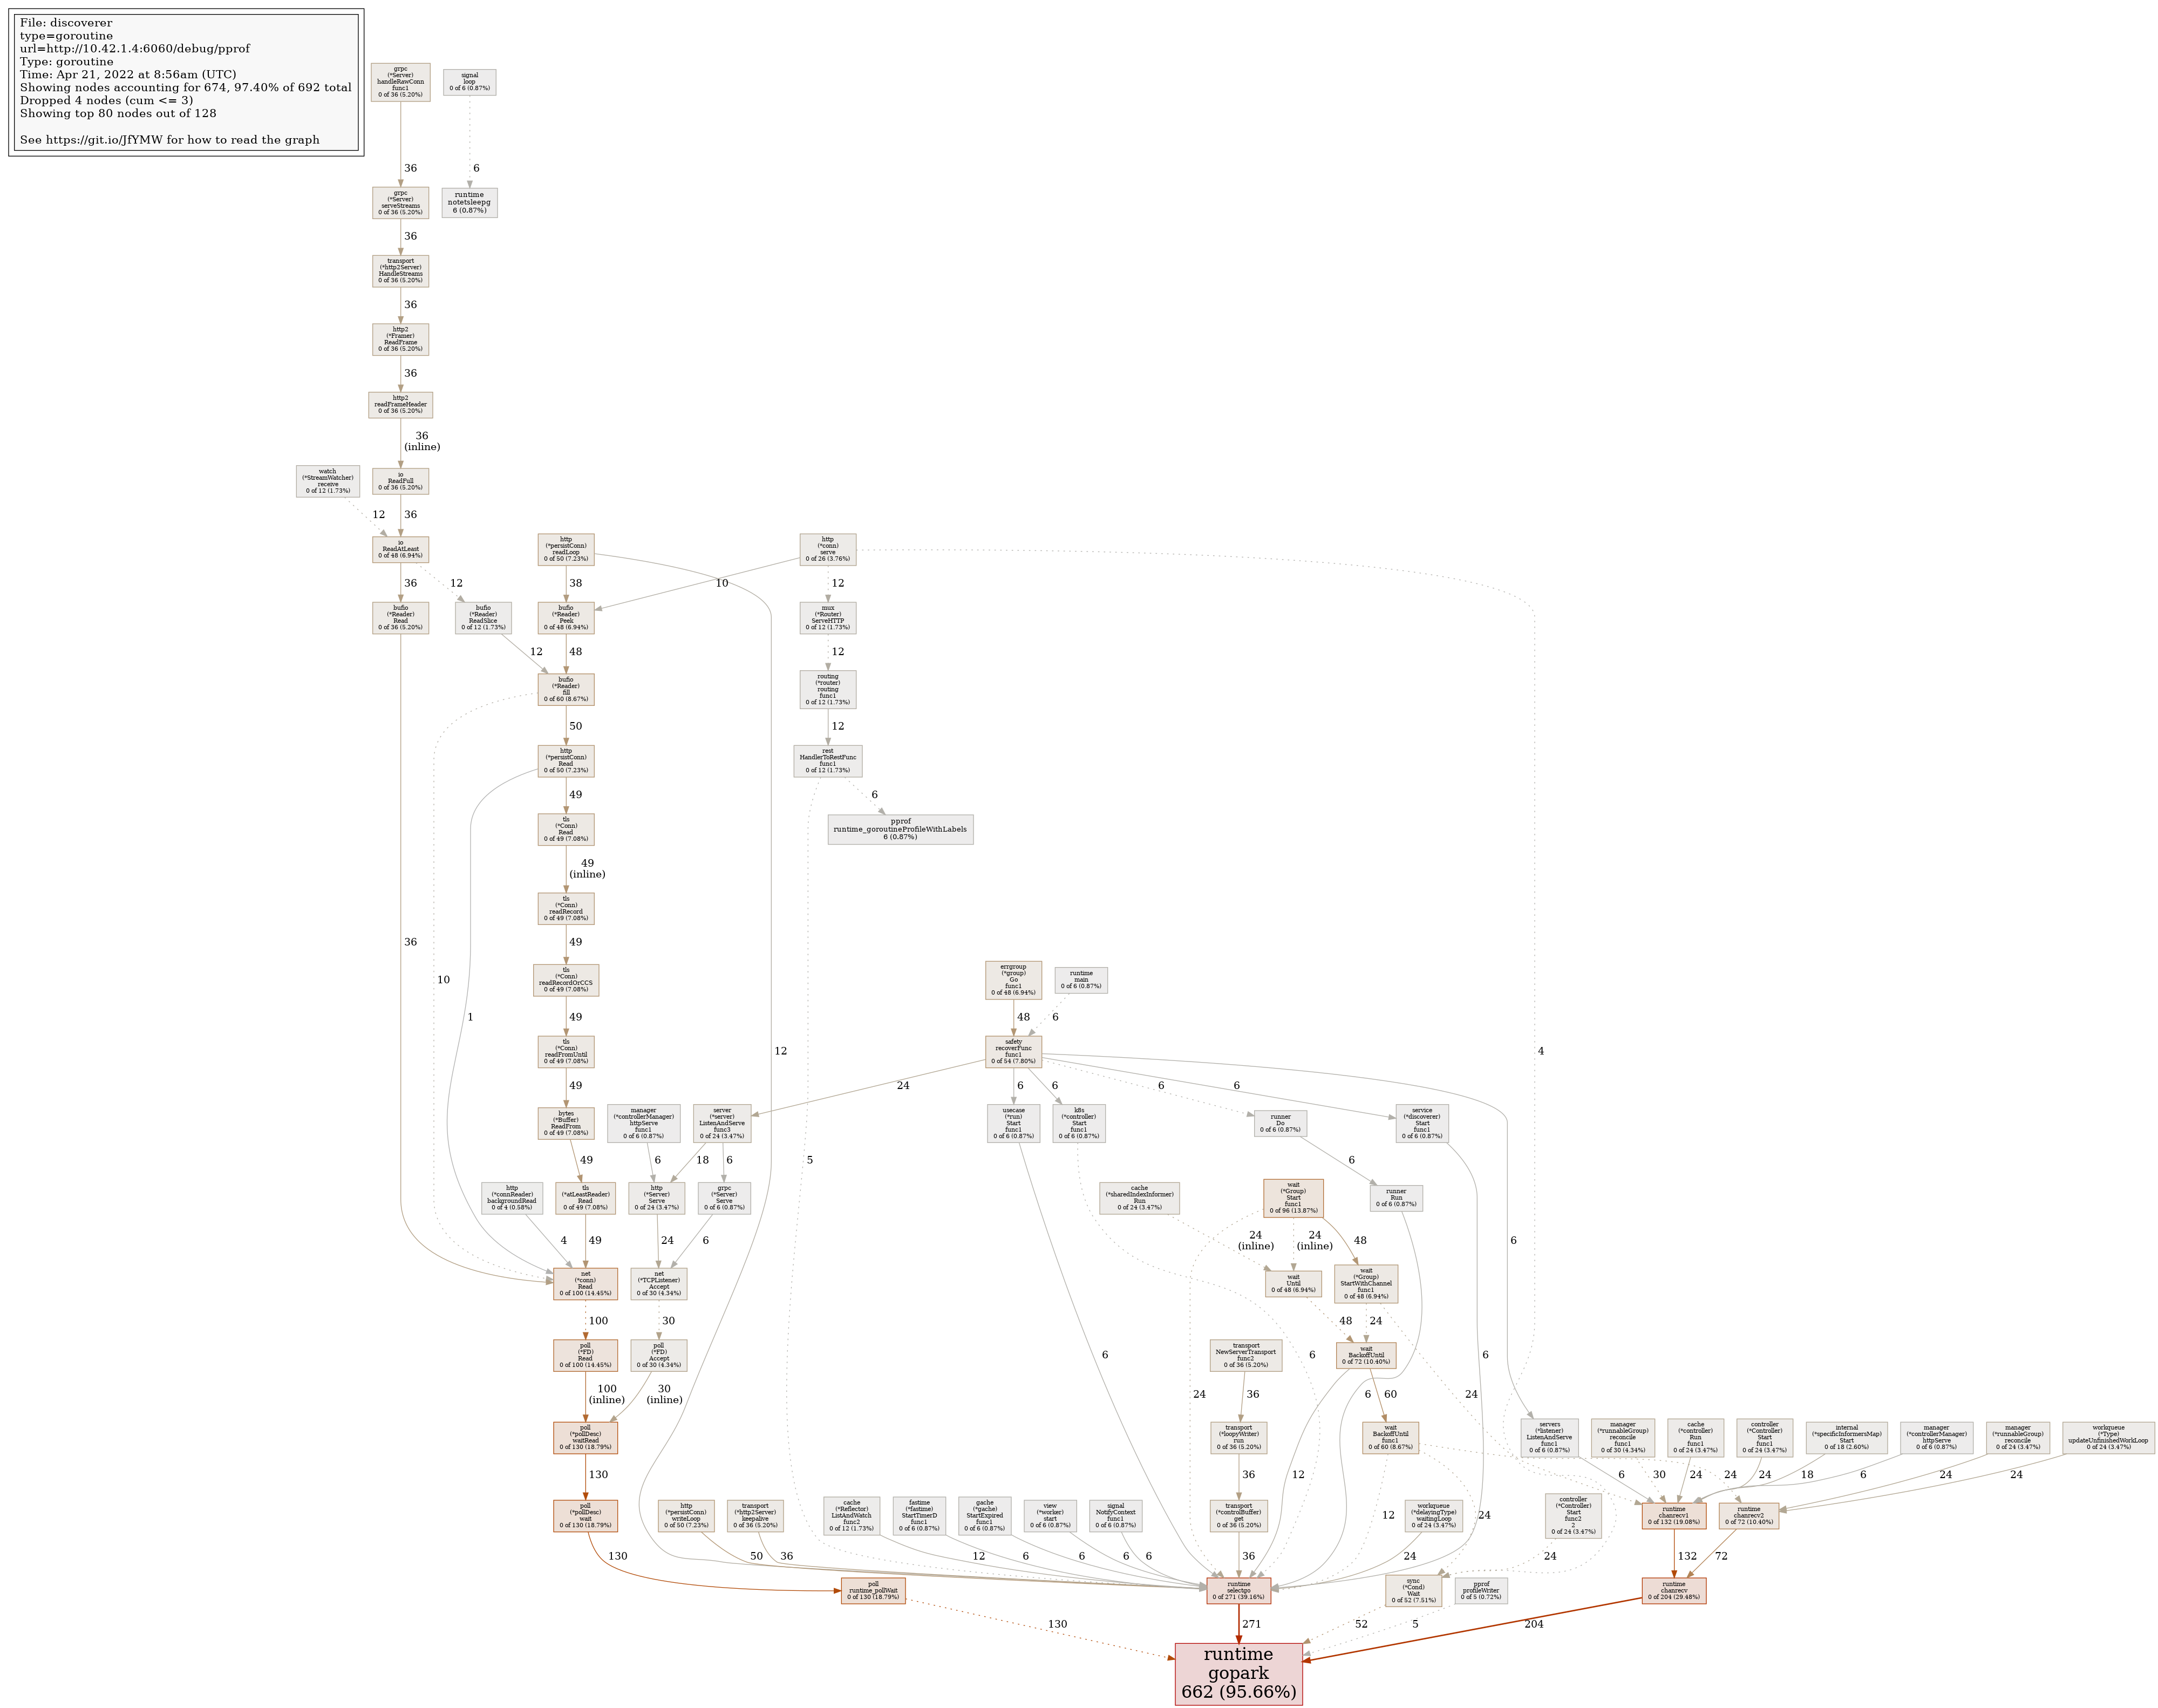 File: discoverer
type=goroutine
url=http://10.42.1.4:6060/debug/pprof
Type: goroutine
Time: Apr 21, 2022 at 8:56am (UTC)
Showing nodes accounting for 674, 97.40% of 692 total
Dropped 4 nodes (cum <= 3)
Showing top 80 nodes out of 128
See https://git.io/JfYMW for how to read the graph
grpc
(*Server)
handleRawConn
func1
0 of 36 (5.20%)
signal
loop
0 of 6 (0.87%)
36
6
grpc
(*Server)
serveStreams
0 of 36 (5.20%)
runtime
notetsleepg
6 (0.87%)
36
transport
(*http2Server)
HandleStreams
0 of 36 (5.20%)
36
http2
(*Framer)
ReadFrame
0 of 36 (5.20%)
36
http2
readFrameHeader
0 of 36 (5.20%)
36
(inline)
watch
(*StreamWatcher)
receive
0 of 12 (1.73%)
io
ReadFull
0 of 36 (5.20%)
12
36
io
ReadAtLeast
0 of 48 (6.94%)
http
(*persistConn)
readLoop
0 of 50 (7.23%)
http
(*conn)
serve
0 of 26 (3.76%)
36
12
38
10
12
bufio
(*Reader)
Read
0 of 36 (5.20%)
bufio
(*Reader)
ReadSlice
0 of 12 (1.73%)
bufio
(*Reader)
Peek
0 of 48 (6.94%)
mux
(*Router)
ServeHTTP
0 of 12 (1.73%)
12
48
12
bufio
(*Reader)
fill
0 of 60 (8.67%)
routing
(*router)
routing
func1
0 of 12 (1.73%)
50
12
http
(*persistConn)
Read
0 of 50 (7.23%)
rest
HandlerToRestFunc
func1
0 of 12 (1.73%)
49
6
tls
(*Conn)
Read
0 of 49 (7.08%)
pprof
runtime_goroutineProfileWithLabels
6 (0.87%)
49
(inline)
tls
(*Conn)
readRecord
0 of 49 (7.08%)
36
49
10
tls
(*Conn)
readRecordOrCCS
0 of 49 (7.08%)
errgroup
(*group)
Go
func1
0 of 48 (6.94%)
runtime
main
0 of 6 (0.87%)
1
49
48
6
tls
(*Conn)
readFromUntil
0 of 49 (7.08%)
12
safety
recoverFunc
func1
0 of 54 (7.80%)
4
49
24
6
6
6
6
bytes
(*Buffer)
ReadFrom
0 of 49 (7.08%)
manager
(*controllerManager)
httpServe
func1
0 of 6 (0.87%)
server
(*server)
ListenAndServe
func3
0 of 24 (3.47%)
usecase
(*run)
Start
func1
0 of 6 (0.87%)
k8s
(*controller)
Start
func1
0 of 6 (0.87%)
runner
Do
0 of 6 (0.87%)
service
(*discoverer)
Start
func1
0 of 6 (0.87%)
49
6
18
6
5
6
http
(*connReader)
backgroundRead
0 of 4 (0.58%)
tls
(*atLeastReader)
Read
0 of 49 (7.08%)
http
(*Server)
Serve
0 of 24 (3.47%)
grpc
(*Server)
Serve
0 of 6 (0.87%)
cache
(*sharedIndexInformer)
Run
0 of 24 (3.47%)
wait
(*Group)
Start
func1
0 of 96 (13.87%)
runner
Run
0 of 6 (0.87%)
4
49
24
6
24
(inline)
24
(inline)
48
6
net
(*conn)
Read
0 of 100 (14.45%)
net
(*TCPListener)
Accept
0 of 30 (4.34%)
wait
Until
0 of 48 (6.94%)
wait
(*Group)
StartWithChannel
func1
0 of 48 (6.94%)
100
30
48
24
poll
(*FD)
Read
0 of 100 (14.45%)
poll
(*FD)
Accept
0 of 30 (4.34%)
6
transport
NewServerTransport
func2
0 of 36 (5.20%)
6
wait
BackoffUntil
0 of 72 (10.40%)
6
100
(inline)
30
(inline)
24
36
6
60
24
poll
(*pollDesc)
waitRead
0 of 130 (18.79%)
transport
(*loopyWriter)
run
0 of 36 (5.20%)
wait
BackoffUntil
func1
0 of 60 (8.67%)
servers
(*listener)
ListenAndServe
func1
0 of 6 (0.87%)
manager
(*runnableGroup)
reconcile
func1
0 of 30 (4.34%)
cache
(*controller)
Run
func1
0 of 24 (3.47%)
controller
(*Controller)
Start
func1
0 of 24 (3.47%)
internal
(*specificInformersMap)
Start
0 of 18 (2.60%)
manager
(*controllerManager)
httpServe
0 of 6 (0.87%)
manager
(*runnableGroup)
reconcile
0 of 24 (3.47%)
workqueue
(*Type)
updateUnfinishedWorkLoop
0 of 24 (3.47%)
130
36
12
6
30
24
24
24
18
6
24
24
poll
(*pollDesc)
wait
0 of 130 (18.79%)
http
(*persistConn)
writeLoop
0 of 50 (7.23%)
transport
(*http2Server)
keepalive
0 of 36 (5.20%)
cache
(*Reflector)
ListAndWatch
func2
0 of 12 (1.73%)
fastime
(*fastime)
StartTimerD
func1
0 of 6 (0.87%)
gache
(*gache)
StartExpired
func1
0 of 6 (0.87%)
view
(*worker)
start
0 of 6 (0.87%)
signal
NotifyContext
func1
0 of 6 (0.87%)
transport
(*controlBuffer)
get
0 of 36 (5.20%)
12
workqueue
(*delayingType)
waitingLoop
0 of 24 (3.47%)
24
controller
(*Controller)
Start
func2
2
0 of 24 (3.47%)
runtime
chanrecv1
0 of 132 (19.08%)
runtime
chanrecv2
0 of 72 (10.40%)
130
50
36
12
6
6
6
6
36
24
24
132
72
poll
runtime_pollWait
0 of 130 (18.79%)
runtime
selectgo
0 of 271 (39.16%)
sync
(*Cond)
Wait
0 of 52 (7.51%)
pprof
profileWriter
0 of 5 (0.72%)
runtime
chanrecv
0 of 204 (29.48%)
130
271
52
5
204
runtime
gopark
662 (95.66%)